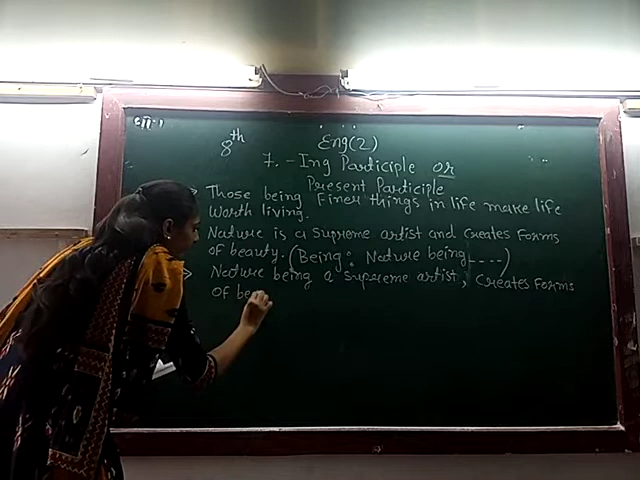 8th
Eng(2)
7. -Ing Participle or
Present Participle
Those being Finer things in life make life
worth living.
Nature is a Supreme artist and Creates Forms
of beauty. (Being: Nature being ----)
Nature being a Supreme artist, Creates Forms
of be